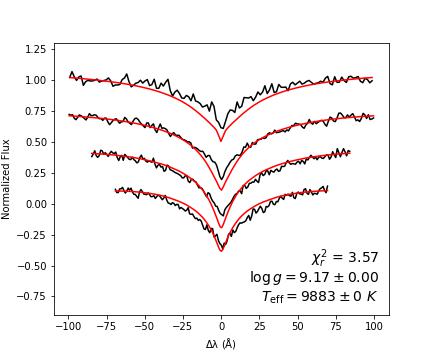 1.25
1.00
0.75
0.50
0.25
0.00
−0.25
−0.50
−0.75
Normalized Flux
χ²ᵣ = 3.57
log g = 9.17 ± 0.00
T_eff = 9883 ± 0 K
−100 −75 −50 −25 0 25 50 75 100
Δλ (Å)